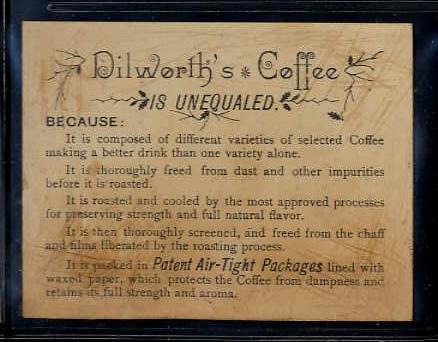 Dilworth's * Coffee
IS UNEQUALED.
BECAUSE:
It is composed of different varieties of selected Coffee
making a better drink than one variety alone.
It is thoroughly freed from dust and other impurities
before it is roasted.
It is roasted and cooled by the most approved processes
for preserving strength and full natural flavor.
It is then thoroughly screened, and freed from the chaff
and films liberated by the roasting process.
It is packed in Patent Air-Tight Packages lined with
waxed paper, which protects the Coffee from dampness and
retains its full strength and aroma.